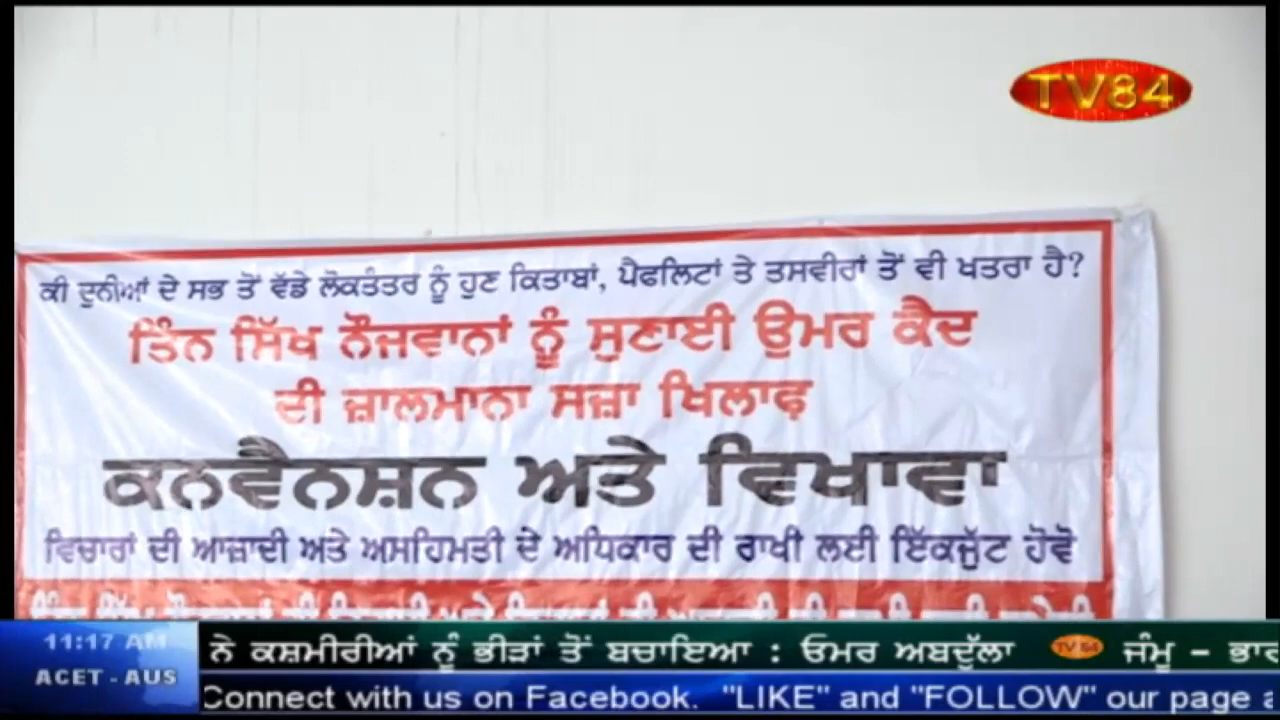 TV84
ਕੀ ਦੁਨੀਆਂ ਦੇ ਸਭ ਤੋਂ ਵੱਡੇ ਲੋਕਤੰਤਰ ਨੂੰ ਹੁਣ ਕਿਤਾਬਾਂ, ਪੈਫਲਿਟਾਂ ਤੇ ਤਸਵੀਰਾਂ ਤੋਂ ਵੀ ਖਤਰਾ ਹੈ?
ਤਿੰਨ ਸਿੱਖ ਨੌਜਵਾਨਾਂ ਨੂੰ ਸੁਣਾਈ ਉਮਰ ਕੈਦ
ਦੀ ਜ਼ਾਲਮਾਨਾ ਸਜ਼ਾ ਖਿਲਾਫ਼
ਕਨਵੈਨਸ਼ਨ ਅਤੇ ਵਿਖਾਵਾ
ਵਿਚਾਰਾਂ ਦੀ ਆਜ਼ਾਦੀ ਅਤੇ ਅਸਹਿਮਤੀ ਦੇ ਅਧਿਕਾਰ ਦੀ ਰਾਖੀ ਲਈ ਇੱਕਜੁੱਟ ਹੋਵੋ
11:17 AM
ACET - AUS
ਨੇ ਕਸ਼ਮੀਰੀਆਂ ਨੂੰ ਭੀੜਾਂ ਤੋਂ ਬਚਾਇਆ : ਓਮਰ ਅਬਦੁੱਲਾ TV84 ਜੰਮੂ - ਭਾਰ
Connect with us on Facebook. "LIKE" and "FOLLOW" our page a